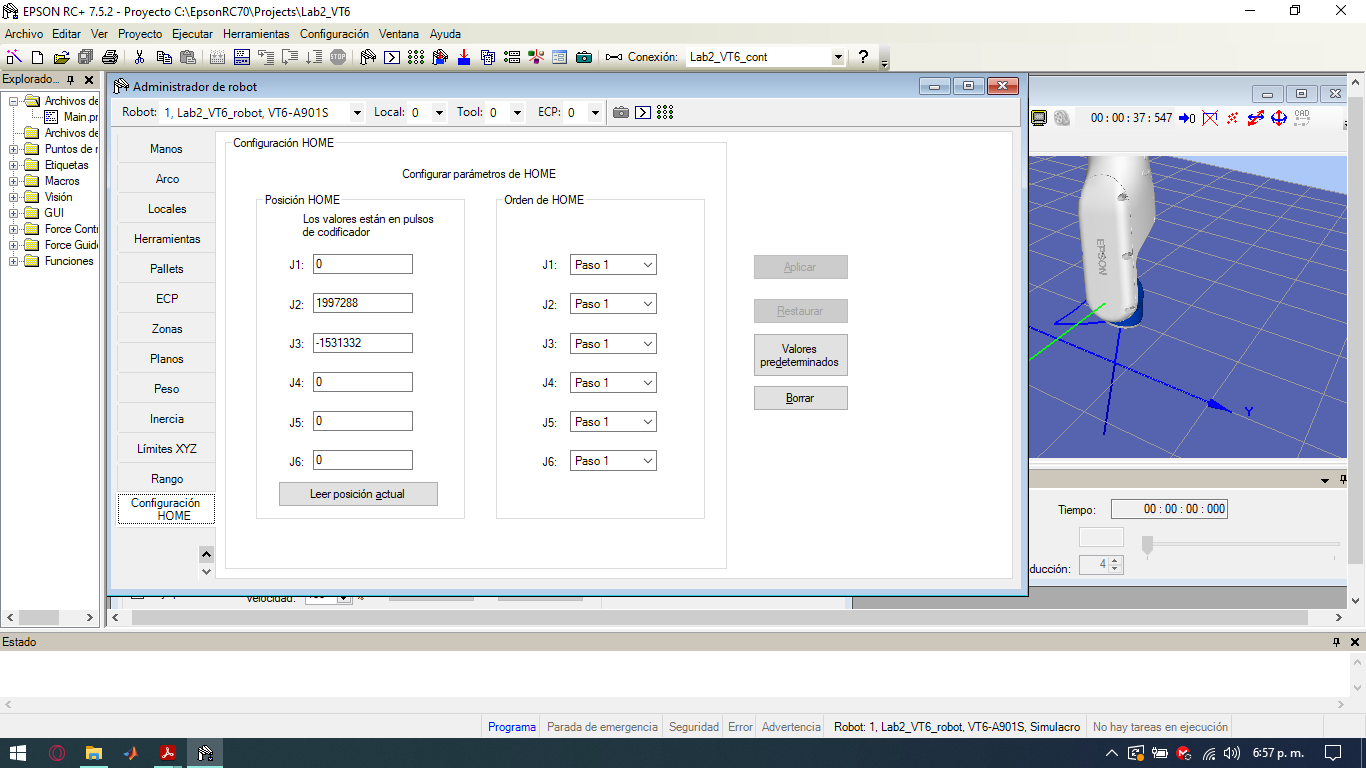 EPSON RC+ 7.5.2 - Proyecto C:\EpsonRC70\Projects\Lab2_VT6
Archivo Editar Ver Proyecto Ejecutar Herramientas Configuración Ventana Ayuda
STOP
Conexión: Lab2_VT6_cont
?
Explorado...
Archivos de
Main.pr
Archivos de
Puntos de r
Etiquetas
Macros
Visión
GUI
Force Contr
Force Guid
Funciones
Administrador de robot
Robot: 1, Lab2_VT6_robot, VT6-A901S Local: 0 Tool: 0 ECP: 0
Manos
Arco
Locales
Herramientas
Pallets
ECP
Zonas
Planos
Peso
Inercia
Límites XYZ
Rango
Configuración
HOME
Configuración HOME
Configurar parámetros de HOME
Posición HOME
Los valores están en pulsos
de codificador
J1: 0
J2: 1997288
J3: -1531332
J4: 0
J5: 0
J6: 0
Leer posición actual
Orden de HOME
J1: Paso 1
J2: Paso 1
J3: Paso 1
J4: Paso 1
J5: Paso 1
J6: Paso 1
Aplicar
Restaurar
Valores
predeterminados
Borrar
00 : 00 : 37 : 547
CAD
EPSON
Y
Tiempo: 00 : 00 : 00 : 000
ducción: 4
Velocidad:
Estado
Programa Parada de emergencia Seguridad Error Advertencia Robot: 1, Lab2_VT6_robot, VT6-A901S, Simulacro No hay tareas en ejecución
6:57 p. m.